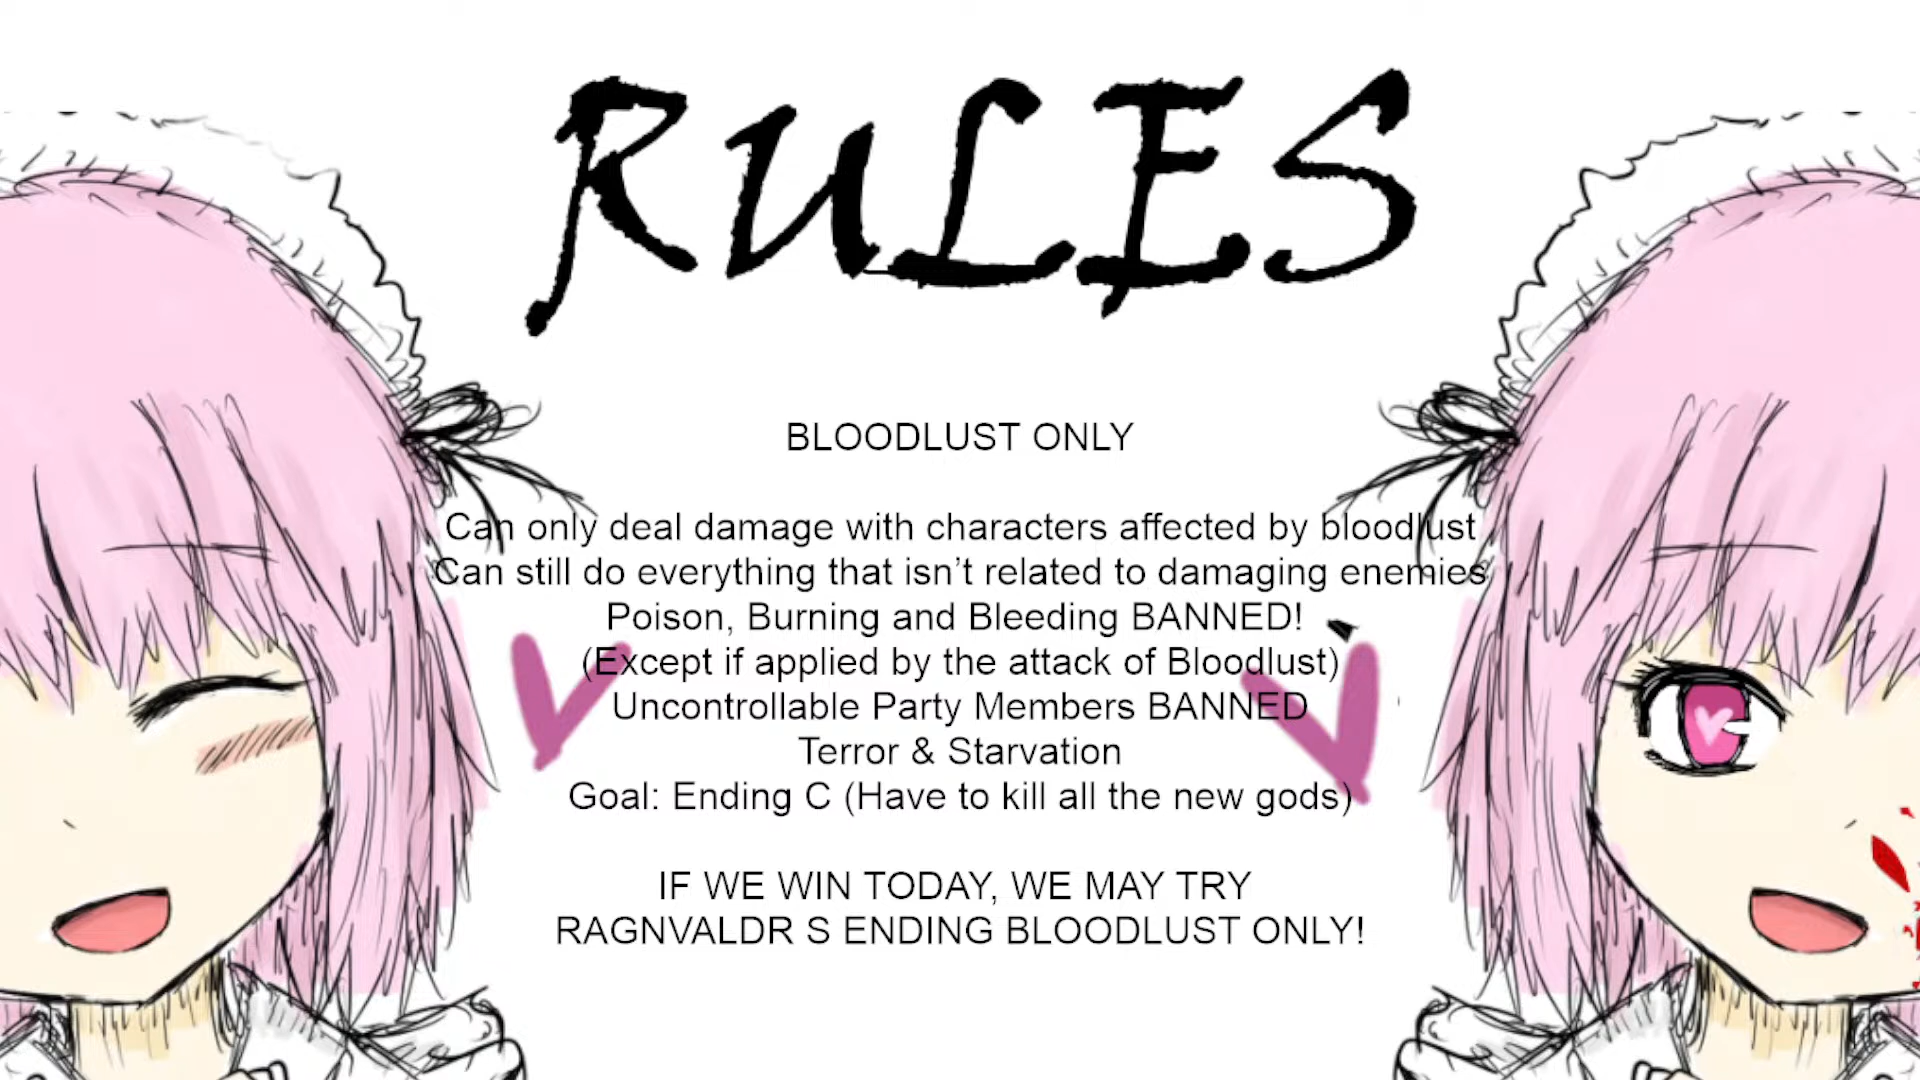 RULES
BLOODLUST ONLY
Can only deal damage with characters affected by bloodlust
Can still do everything that isn't related to damaging enemies
Poison, Burning and Bleeding BANNED!
(Except if applied by the attack of Bloodlust)
Uncontrollable Party Members BANNED
Terror & Starvation
Goal: Ending C (Have to kill all the new gods)
IF WE WIN TODAY, WE MAY TRY
RAGNVALDR S ENDING BLOODLUST ONLY!